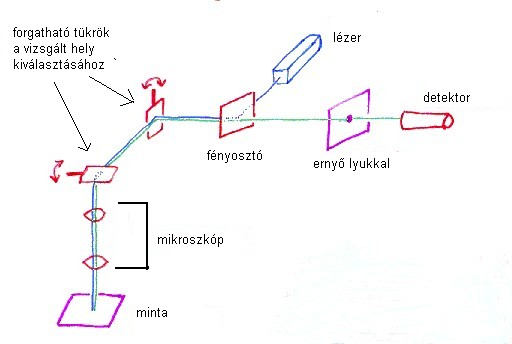 forgatható tükrök
a vizsgált hely
kiválasztásához
lézer
detektor
fényosztó
ernyő lyukkal
mikroszkóp
minta